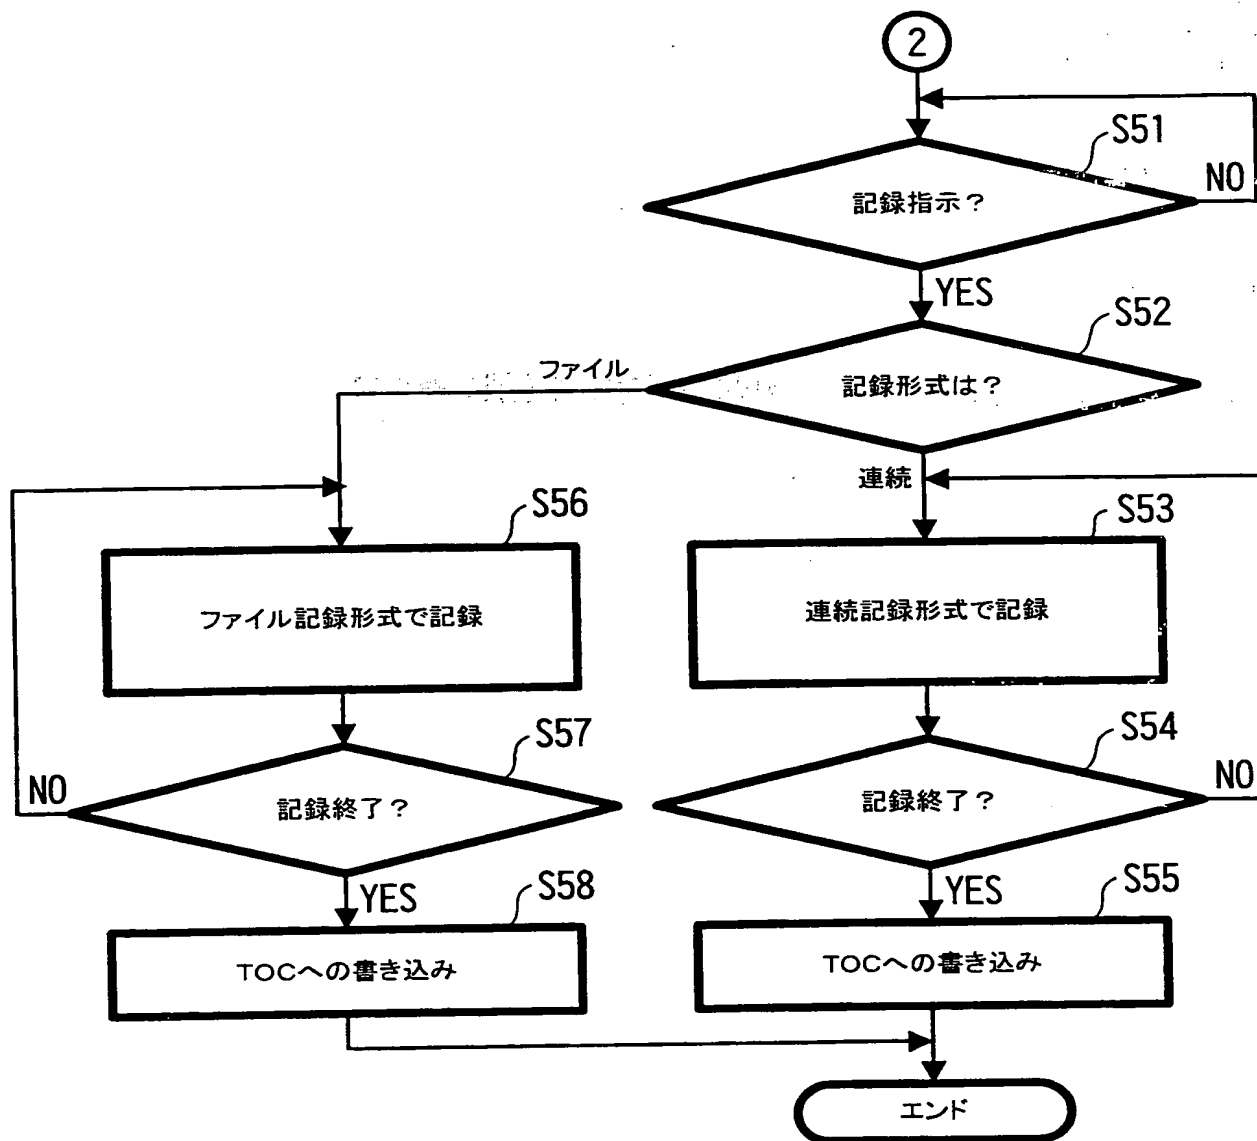 2
S51
記録指示?
NO
YES
S52
ファイル
記録形式は?
連続
S56
S53
ファイル記録形式で記録
連続記録形式で記録
S57
S54
NO
記録終了?
記録終了?
NO
YES
S58
YES
S55
TOCへの書き込み
TOCへの書き込み
エンド